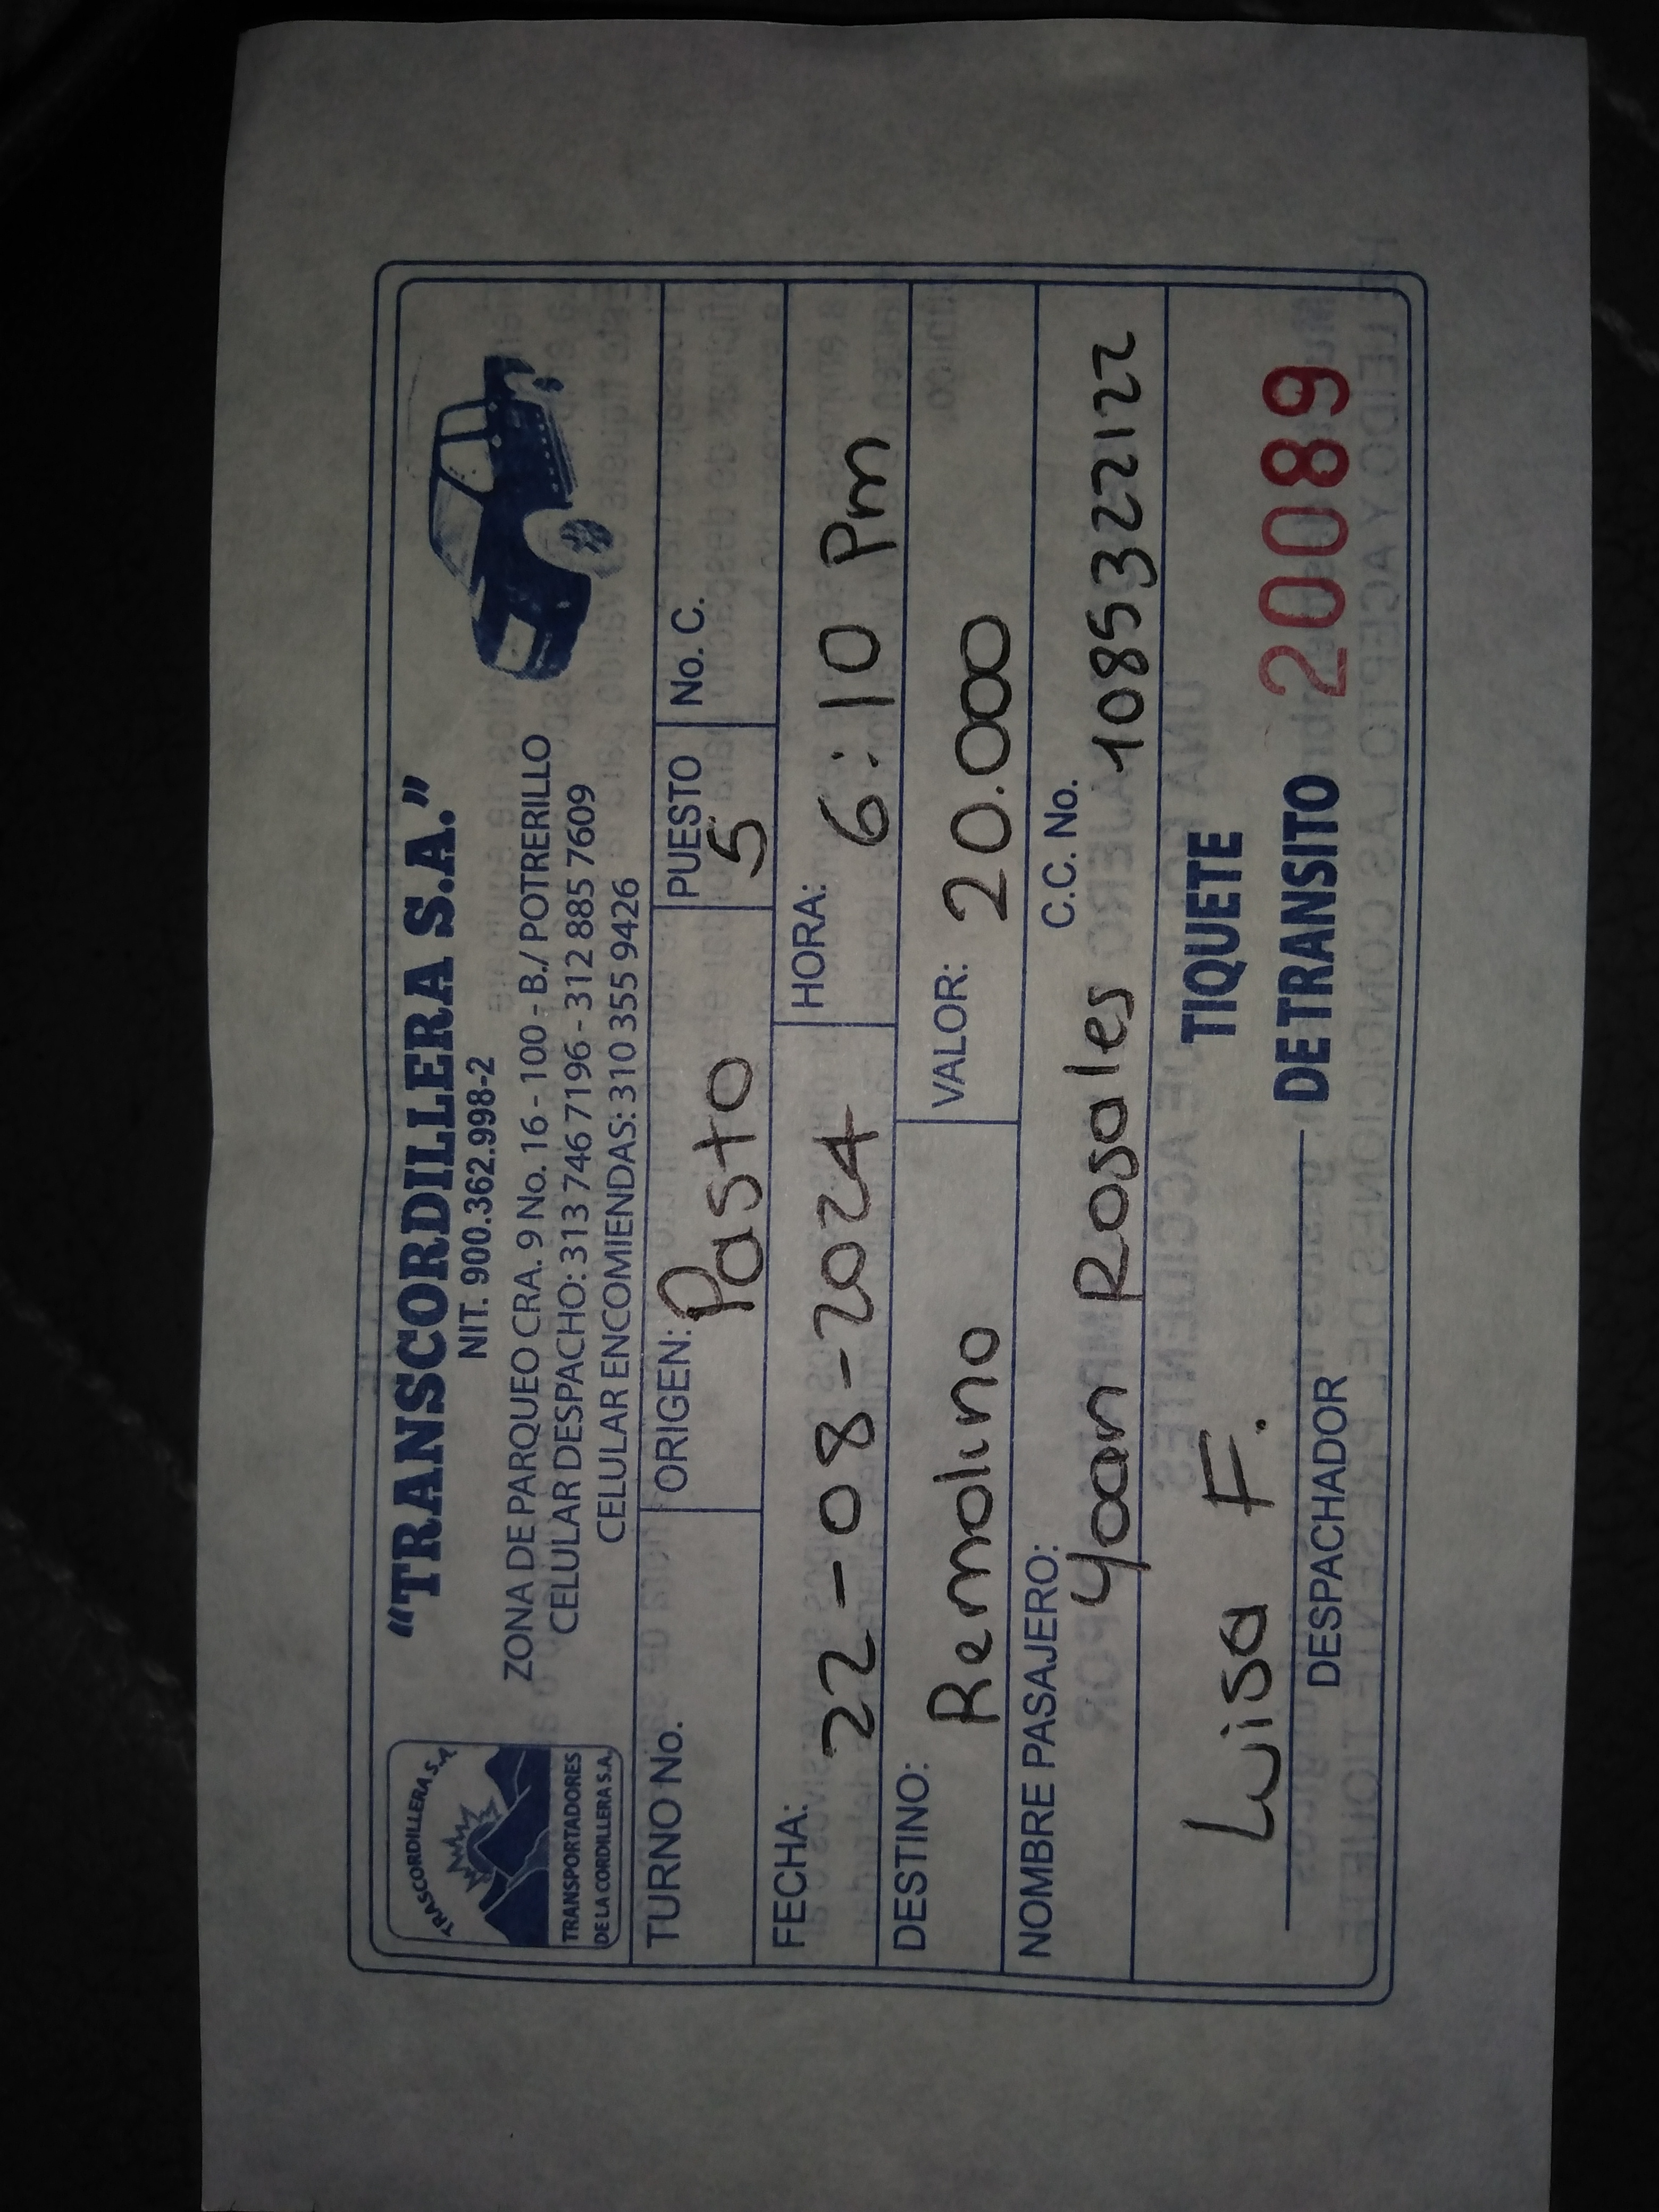 TRASCORDILLERA S.A.
TRANSPORTADORES
DE LA CORDILLERA S.A.
“TRANSCORDILLERA S.A.”
NIT. 900.362.998-2
ZONA DE PARQUEO CRA. 9 No. 16 - 100 - B./ POTRERILLO
CELULAR DESPACHO: 313 746 7196 - 312 885 7609
CELULAR ENCOMIENDAS: 310 355 9426
TURNO No. ORIGEN: Pasto PUESTO 5 No. C.
FECHA: 22-08-2024 HORA: 6:10 Pm
DESTINO: Remolino VALOR: 20.000
NOMBRE PASAJERO: Yoan Rosales C.C. No. 1085322122
Luisa F.
DESPACHADOR
TIQUETE
DE TRANSITO 20089